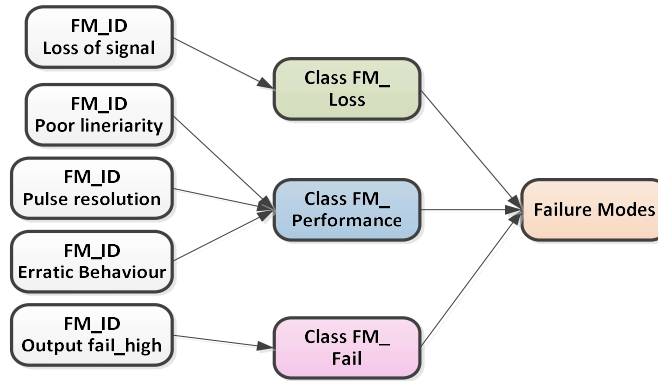 FM_ID
Loss of signal
FM_ID
Poor lineriarity
FM_ID
Pulse resolution
FM_ID
Erratic Behaviour
FM_ID
Output fail_high
Class FM_
Loss
Class FM_
Performance
Class FM_
Fail
Failure Modes